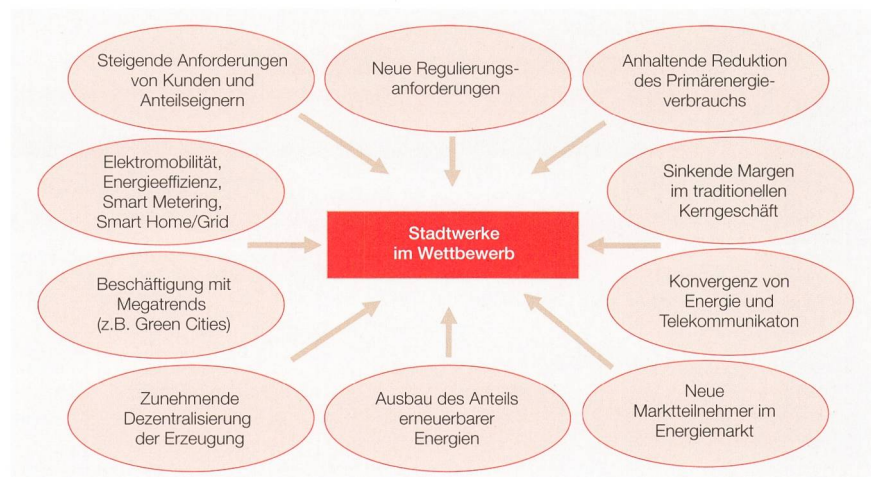 Steigende Anforderungen
von Kunden und
Anteilseignern
Neue Regulierungs-
anforderungen
Anhaltende Reduktion
des Primärenergie-
verbrauchs
Elektromobilität,
Energieeffizienz,
Smart Metering,
Smart Home/Grid
Sinkende Margen
im traditionellen
Kerngeschäft
Stadtwerke
im Wettbewerb
Beschäftigung mit
Megatrends
(z.B. Green Cities)
Konvergenz von
Energie und
Telekommunikaton
Zunehmende
Dezentralisierung
der Erzeugung
Ausbau des Anteils
erneuerbarer
Energien
Neue
Marktteilnehmer im
Energiemarkt